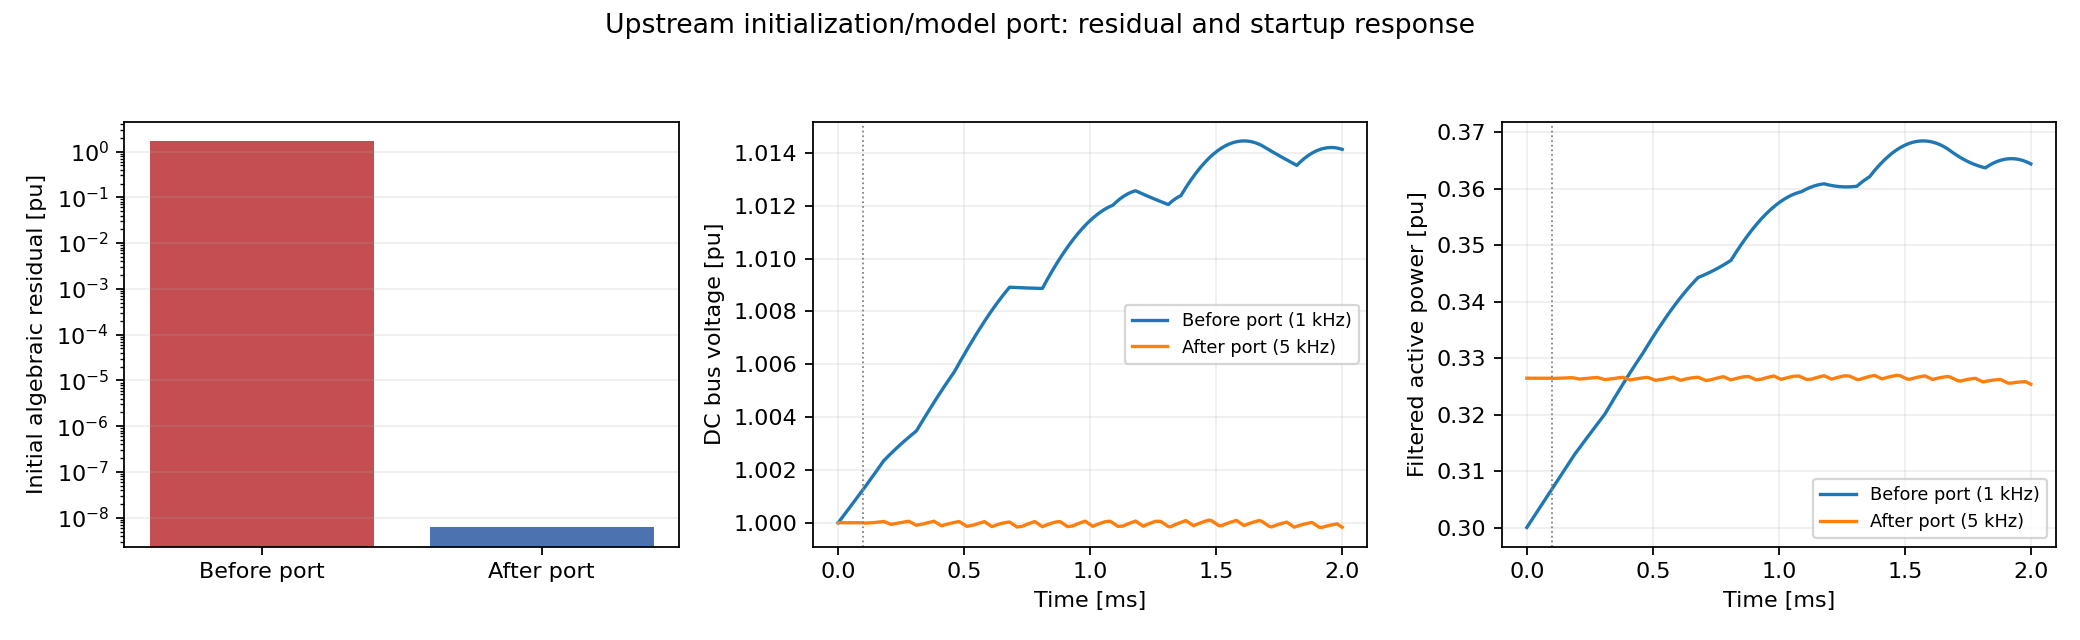 Upstream initialization/model port: residual and startup response
Initial algebraic residual [pu]
10⁰
10⁻¹
10⁻²
10⁻³
10⁻⁴
10⁻⁵
10⁻⁶
10⁻⁷
10⁻⁸
Before port
After port
DC bus voltage [pu]
1.014
1.012
1.010
1.008
1.006
1.004
1.002
1.000
Before port (1 kHz)
After port (5 kHz)
0.0
0.5
1.0
1.5
2.0
Time [ms]
Filtered active power [pu]
0.37
0.36
0.35
0.34
0.33
0.32
0.31
0.30
Before port (1 kHz)
After port (5 kHz)
0.0
0.5
1.0
1.5
2.0
Time [ms]